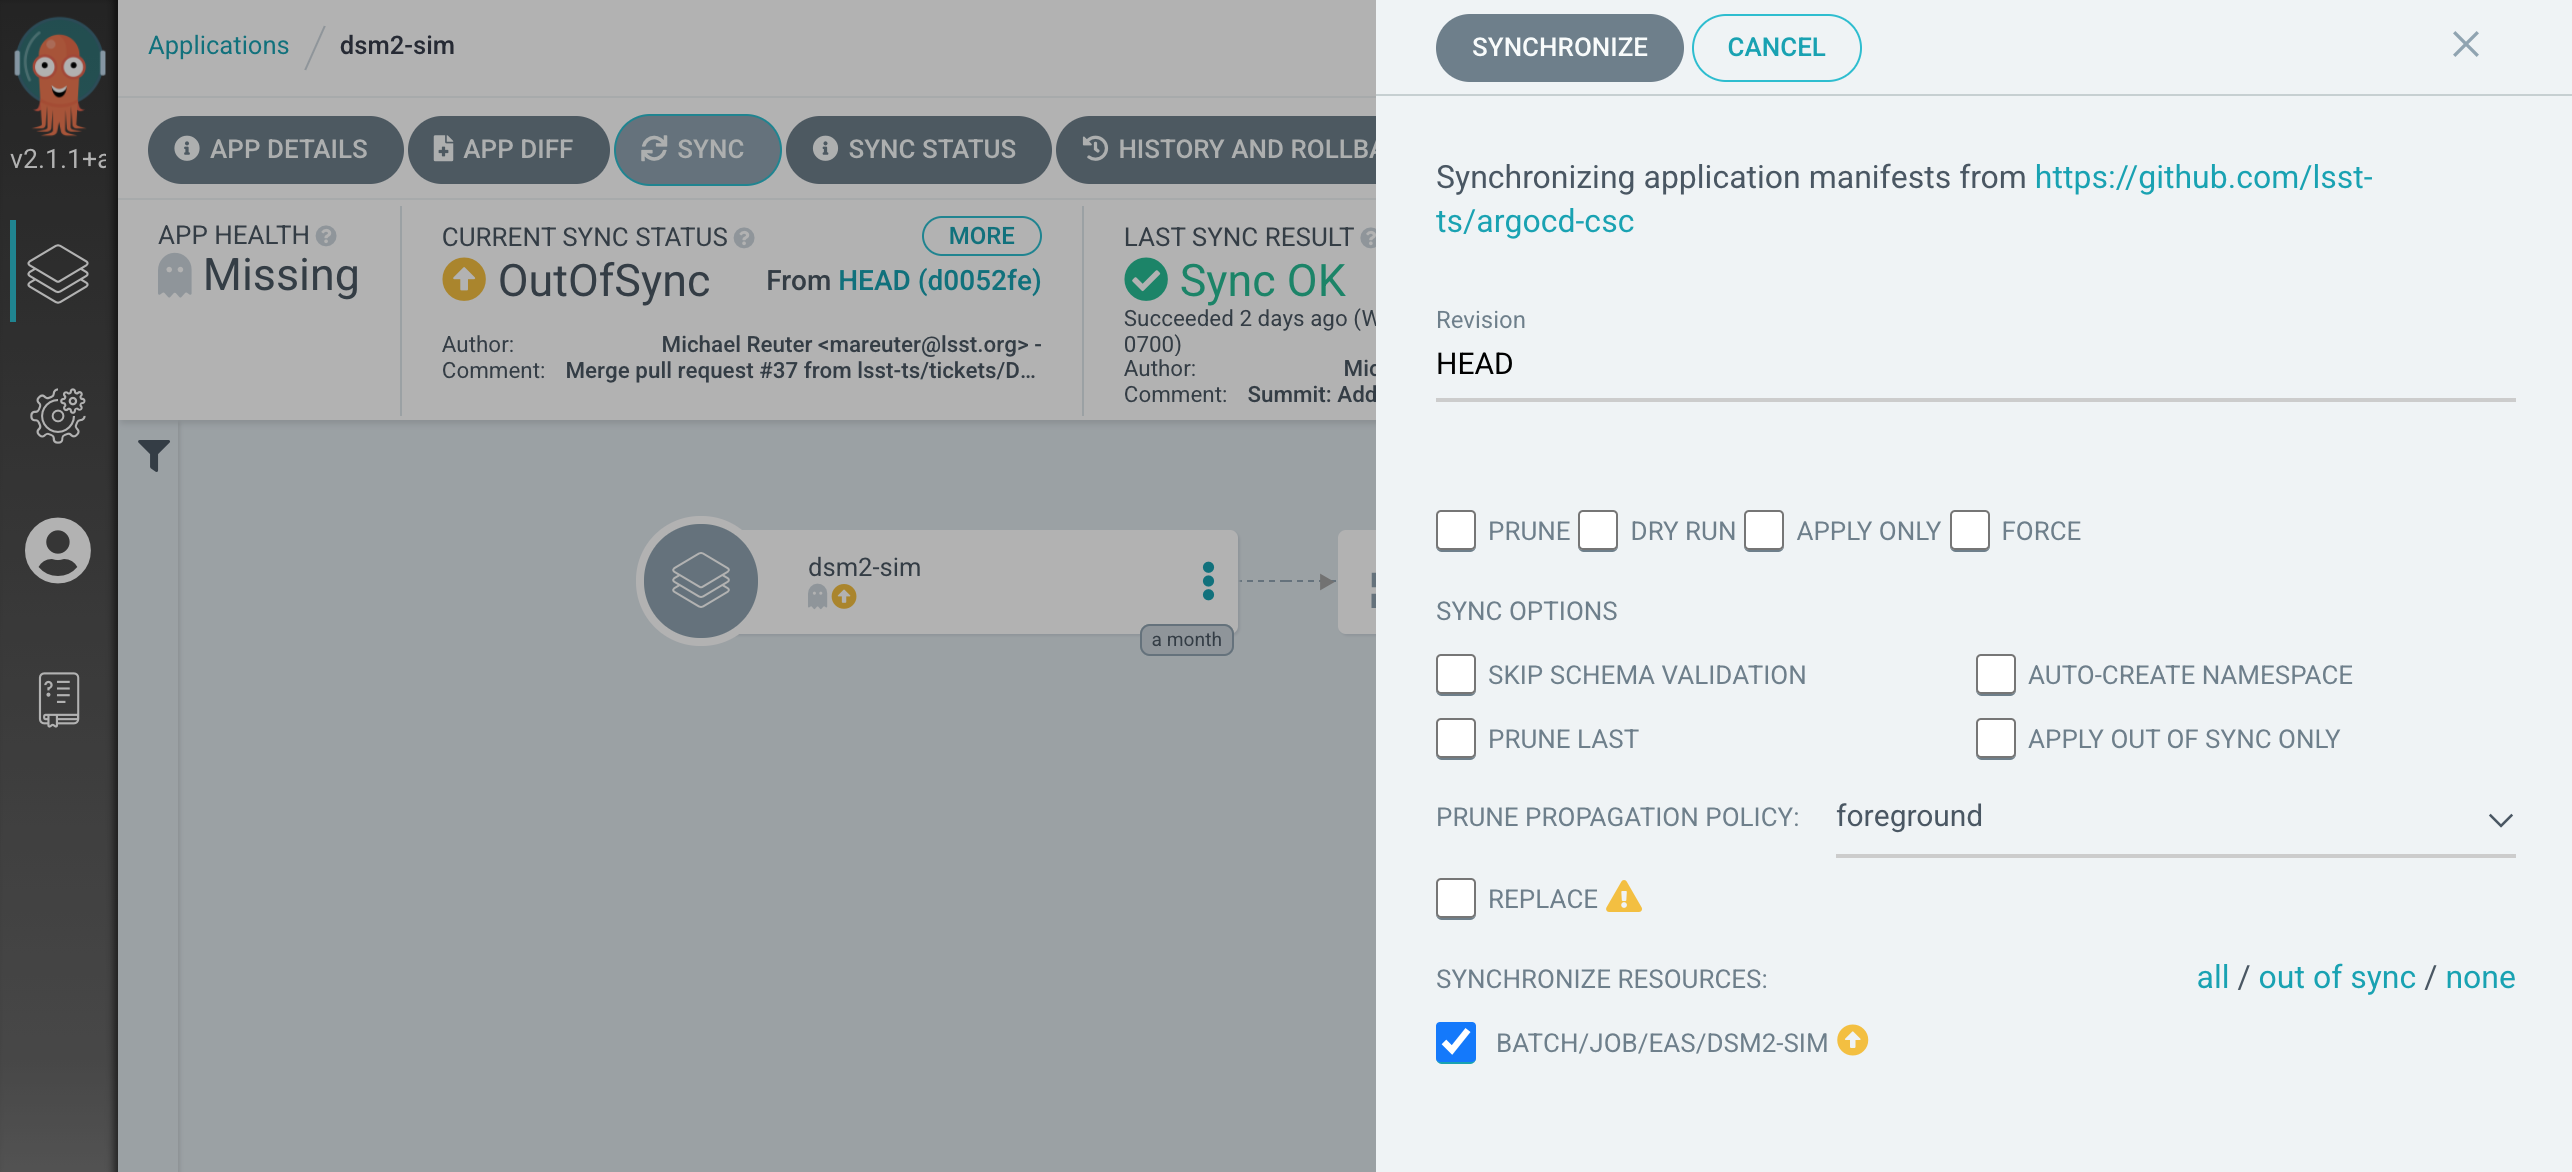 v2.1.1+a
Applications / dsm2-sim
APP DETAILS
APP DIFF
SYNC
SYNC STATUS
HISTORY AND ROLLBA
APP HEALTH
Missing
CURRENT SYNC STATUS
MORE
OutOfSync
From HEAD (d0052fe)
Author: Michael Reuter <mareuter@lsst.org> -
Comment: Merge pull request #37 from lsst-ts/tickets/D...
LAST SYNC RESULT
Sync OK
Succeeded 2 days ago (W
0700)
Author: Mic
Comment: Summit: Add
dsm2-sim
a month
SYNCHRONIZE
CANCEL
Synchronizing application manifests from https://github.com/lsst-
ts/argocd-csc
Revision
HEAD
PRUNE
DRY RUN
APPLY ONLY
FORCE
SYNC OPTIONS
SKIP SCHEMA VALIDATION
AUTO-CREATE NAMESPACE
PRUNE LAST
APPLY OUT OF SYNC ONLY
PRUNE PROPAGATION POLICY: foreground
REPLACE
SYNCHRONIZE RESOURCES:
all / out of sync / none
BATCH/JOB/EAS/DSM2-SIM